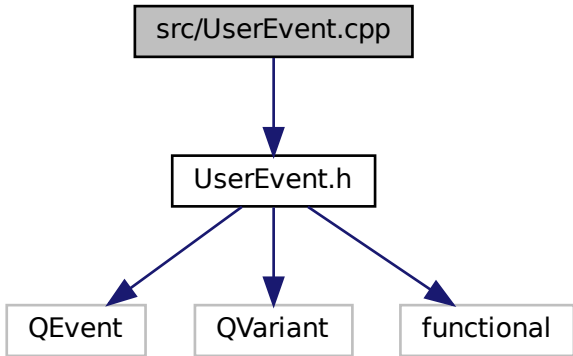 src/UserEvent.cpp
UserEvent.h
QEvent
QVariant
functional